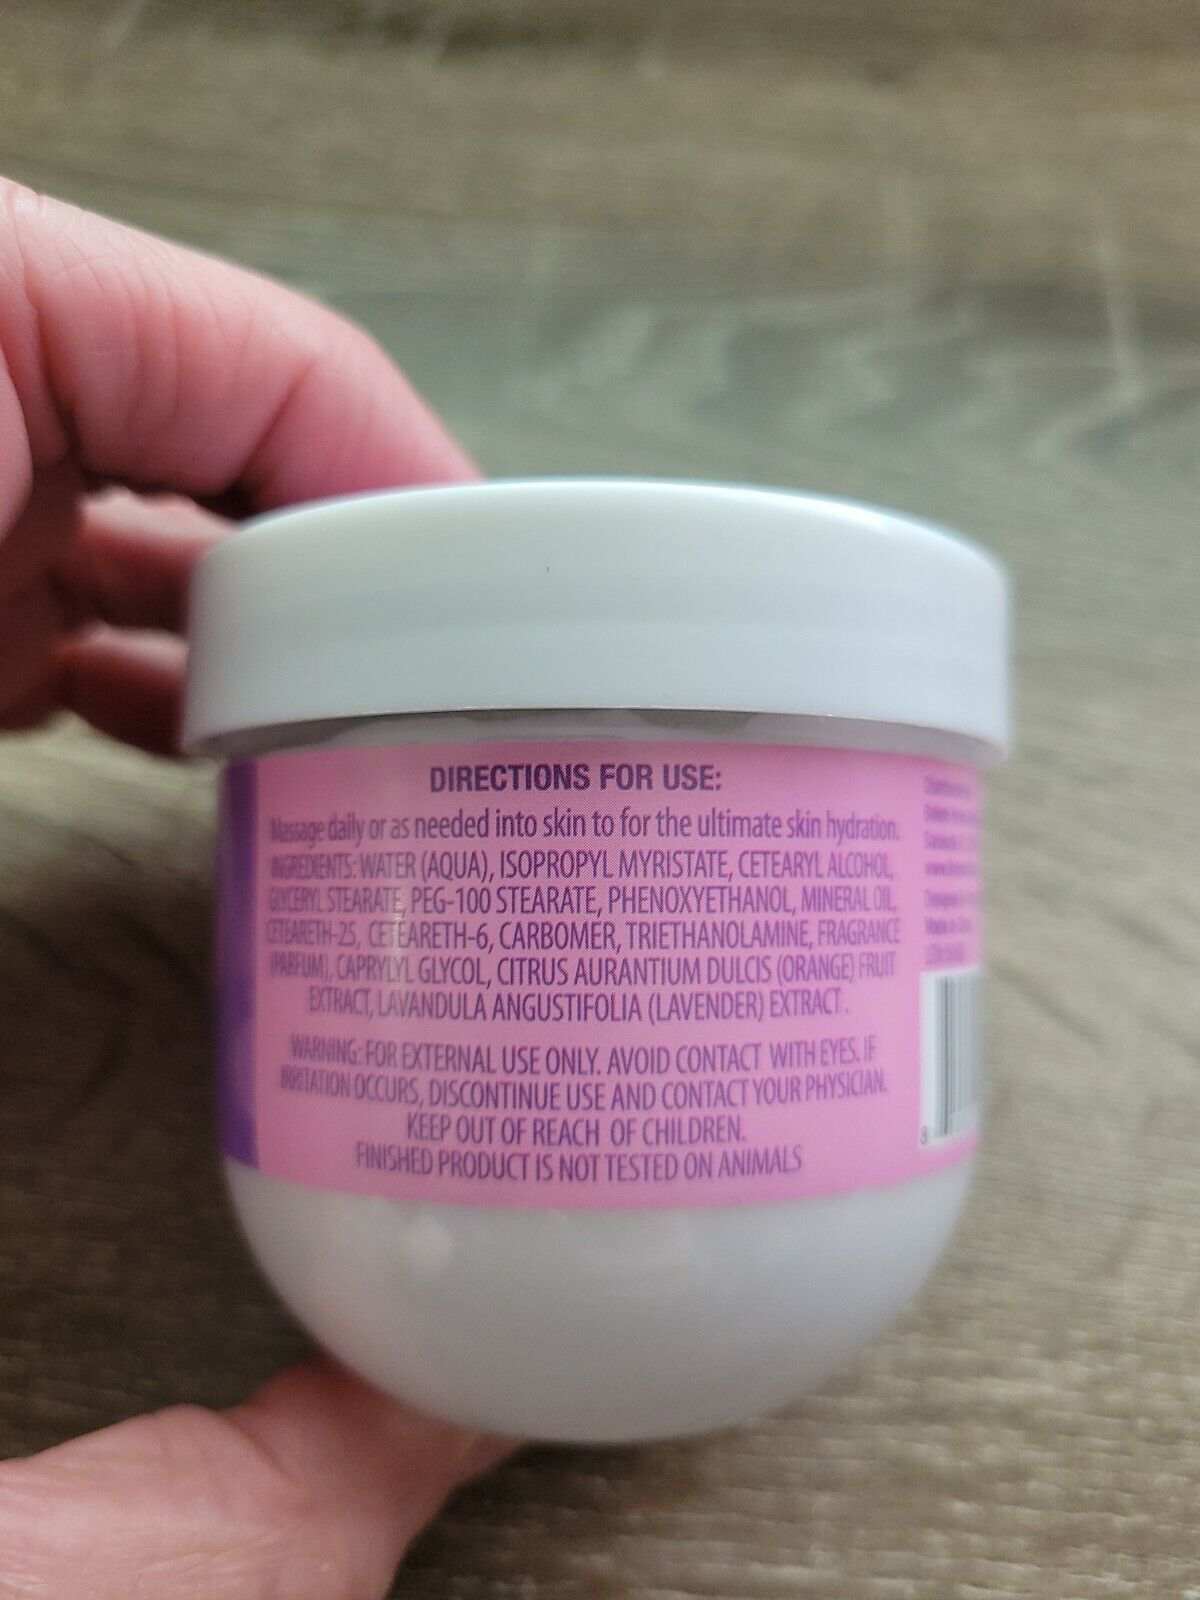 DIRECTIONS FOR USE:
Massage daily or as needed into skin to for the ultimate skin hydration.
INGREDIENTS: WATER (AQUA), ISOPROPYL MYRISTATE, CETEARYL ALCOHOL,
GLYCERYL STEARATE, PEG-100 STEARATE, PHENOXYETHANOL, MINERAL OIL,
CETEARETH-25, CETEARETH-6, CARBOMER, TRIETHANOLAMINE, FRAGRANCE
(PARFUM), CAPRYLYL GLYCOL, CITRUS AURANTIUM DULCIS (ORANGE) FRUIT
EXTRACT, LAVANDULA ANGUSTIFOLIA (LAVENDER) EXTRACT.
WARNING: FOR EXTERNAL USE ONLY. AVOID CONTACT WITH EYES. IF
IRRITATION OCCURS, DISCONTINUE USE AND CONTACT YOUR PHYSICIAN.
KEEP OUT OF REACH OF CHILDREN.
FINISHED PRODUCT IS NOT TESTED ON ANIMALS
Made in
8